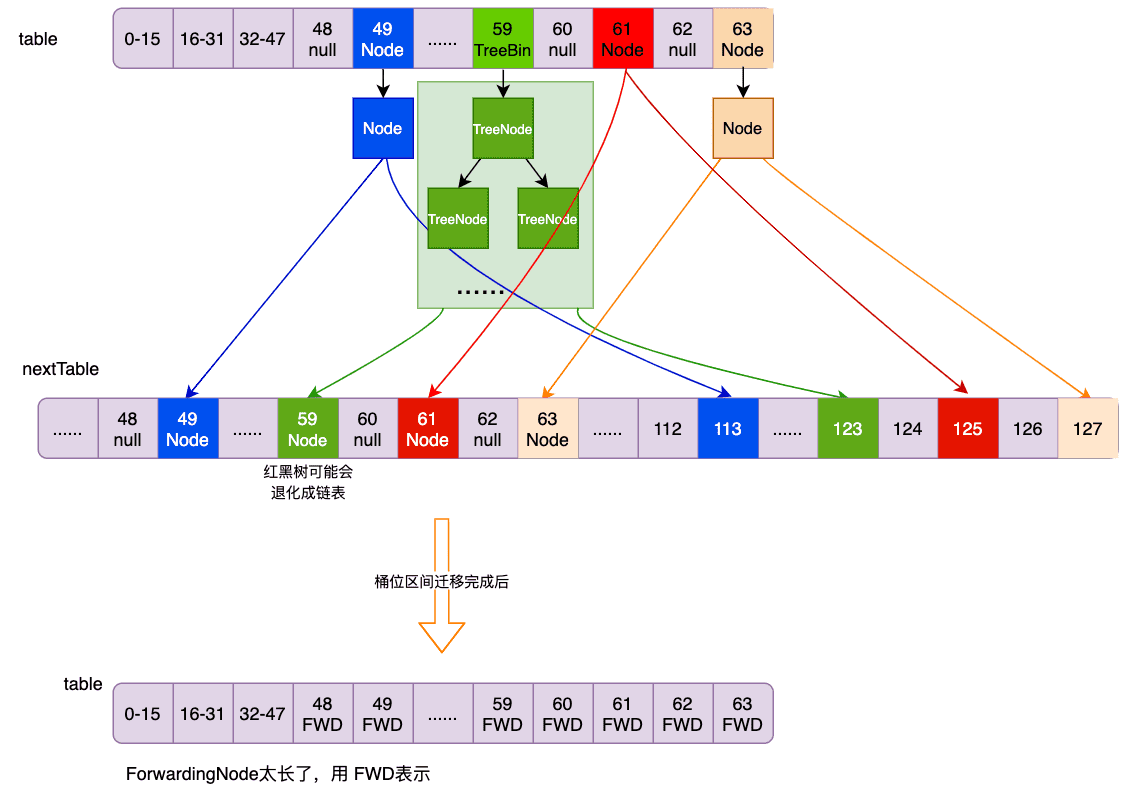 table
0-15
16-31
32-47
48
null
49
Node
......
59
TreeBin
60
null
61
Node
62
null
63
Node
Node
TreeNode
Node
TreeNode
TreeNode
......
nextTable
......
48
null
49
Node
......
59
Node
60
null
61
Node
62
null
63
Node
......
112
113
......
123
124
125
126
127
红黑树可能会
退化成链表
桶位区间迁移完成后
table
0-15
16-31
32-47
48
FWD
49
FWD
......
59
FWD
60
FWD
61
FWD
62
FWD
63
FWD
ForwardingNode太长了，用 FWD表示